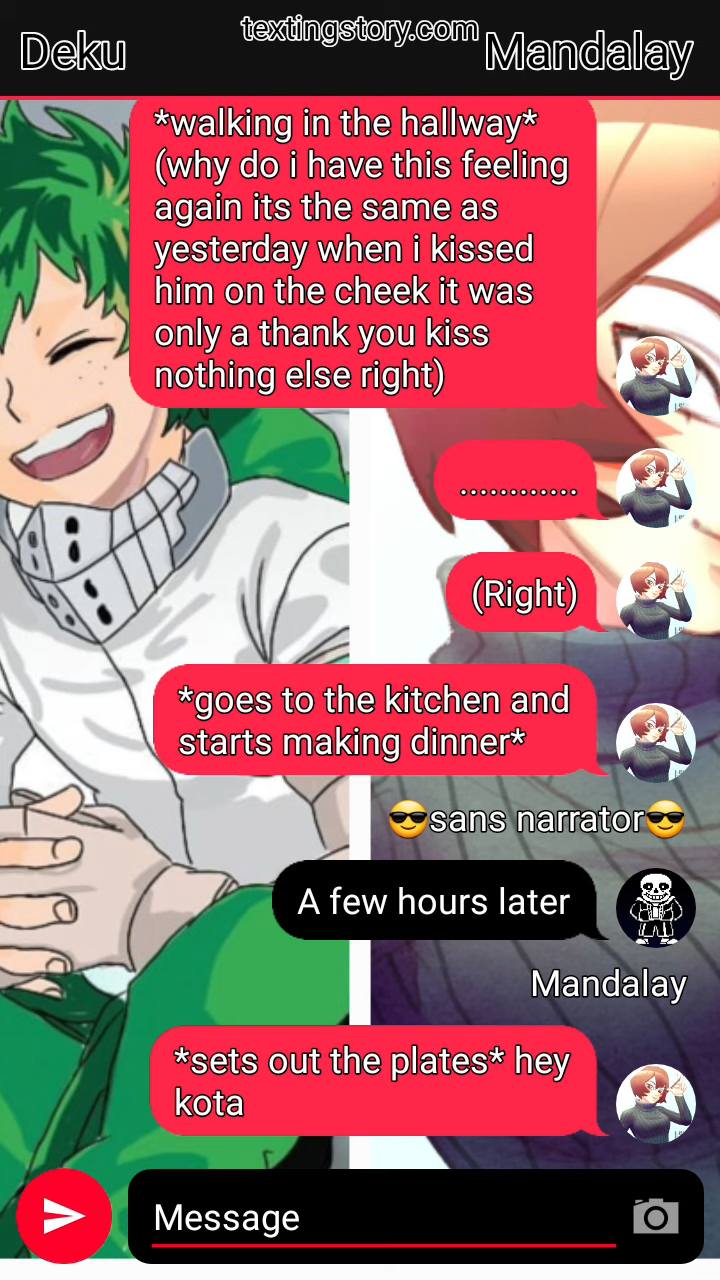 textingstory.com
Deku
Mandalay
*walking in the hallway*
(why do i have this feeling
again its the same as
yesterday when i kissed
him on the cheek it was
only a thank you kiss
nothing else right)
............
(Right)
*goes to the kitchen and
starts making dinner*
😎sans narrator😎
A few hours later
Mandalay
*sets out the plates* hey
kota
Message